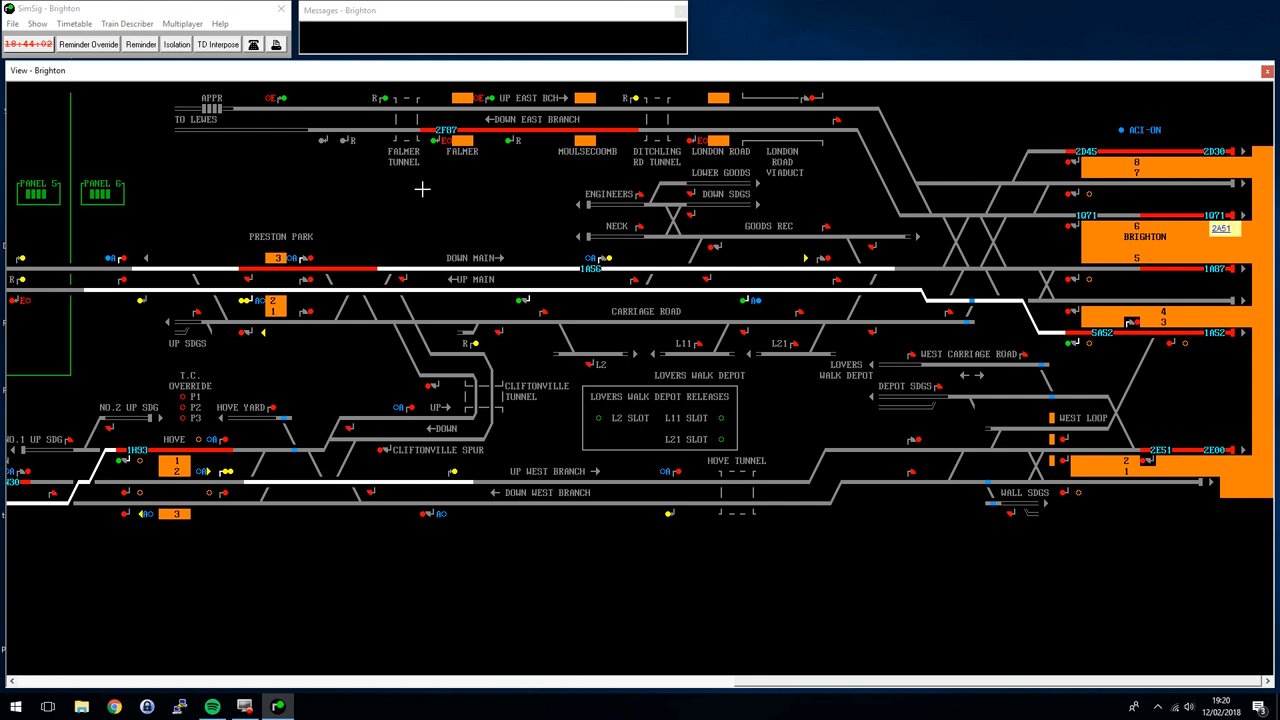 SimSig - Brighton
Messages - Brighton
File Show Timetable Train Describer Multiplayer Help
18:44:02 Reminder Override Reminder Isolation TD Interpose
View - Brighton
APPR E R E UP EAST BCH→ R
TO LEWES ←DOWN EAST BRANCH
2F87 ACI-ON
R E R E
FALMER TUNNEL FALMER MOULSECOOMB DITCHLING RD TUNNEL LONDON ROAD LONDON ROAD VIADUCT
2D45 2D30
8
7
LOWER GOODS
PANEL 5 PANEL 6
ENGINEERS DOWN SDGS
1Q71 1Q71
NECK GOODS REC
6 2A51
PRESTON PARK
BRIGHTON
R A 3 A DOWN MAIN→ A 5
1A56 1A87
R ←UP MAIN
E A 2 A
1 CARRIAGE ROAD 4
3
5A52 1A52
UP SDGS R L11 L21
WEST CARRIAGE ROAD
L2 LOVERS WALK DEPOT LOVERS WALK DEPOT
T.C. OVERRIDE
P1
P2
P3
CLIFTONVILLE TUNNEL
DEPOT SDGS
LOVERS WALK DEPOT RELEASES
NO.2 UP SDG HOVE YARD A UP→
L2 SLOT L11 SLOT
WEST LOOP
←DOWN
NO.1 UP SDG HOVE A
L21 SLOT
1H93 CLIFTONVILLE SPUR 2E51 2E00
A 1 HOVE TUNNEL 2
2 A UP WEST BRANCH → A 1
N30
←DOWN WEST BRANCH WALL SDGS
A 3 A
19:20
12/02/2018
3